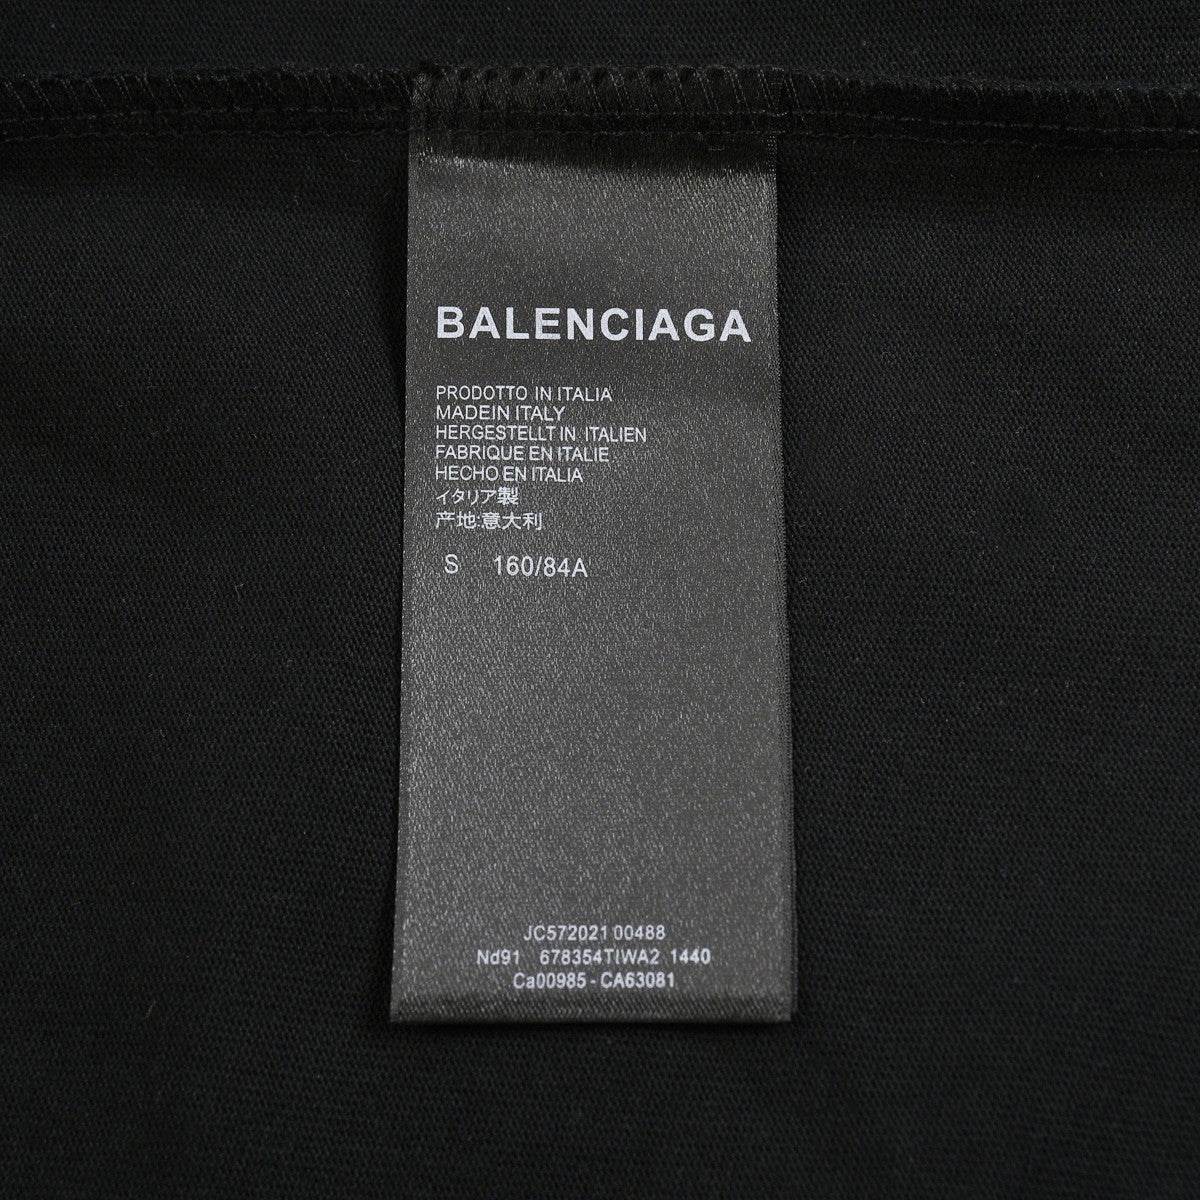 BALENCIAGA
PRODOTTO IN ITALIA
MADEIN ITALY
HERGESTELLT IN ITALIEN
FABRIQUE EN ITALIE
HECHO EN ITALIA
イタリア製
产地:意大利
S 160/84A
JC572021 00488
Nd91 678354TIWA2 1440
Ca00985 - CA63081